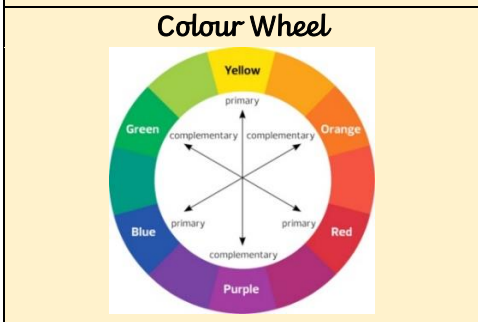 Colour Wheel
Yellow
primary
Green
Orange
complementary
complementary
primary
primary
Blue
Red
complementary
Purple